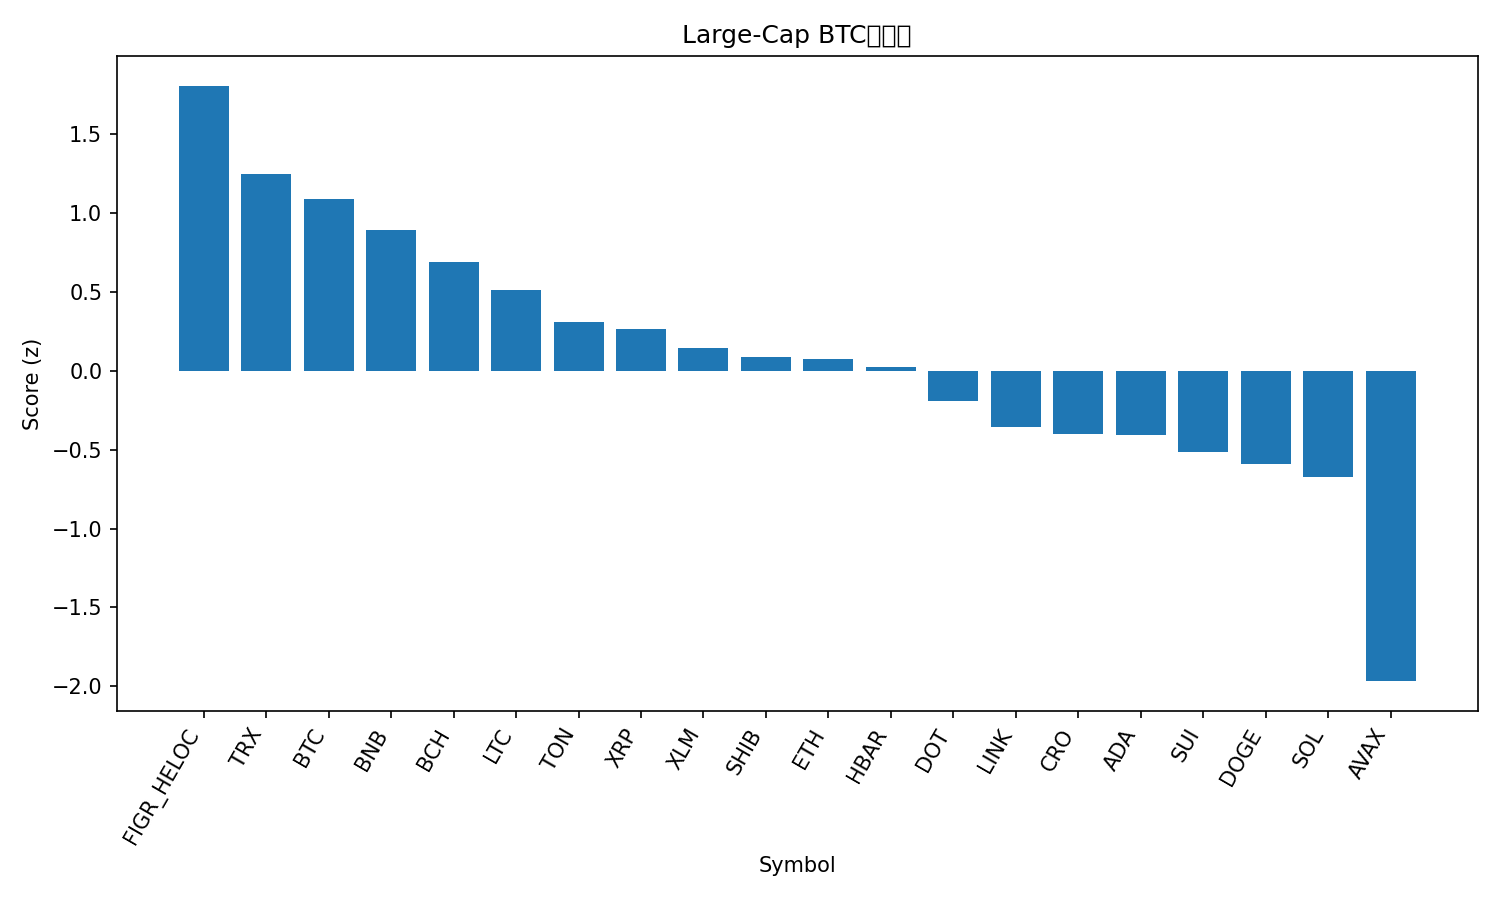 Large-Cap BTC
Score (z)
1.5
1.0
0.5
0.0
−0.5
−1.0
−1.5
−2.0
FIGR_HELOC
TRX
BTC
BNB
BCH
LTC
TON
XRP
XLM
SHIB
ETH
HBAR
DOT
LINK
CRO
ADA
SUI
DOGE
SOL
AVAX
Symbol